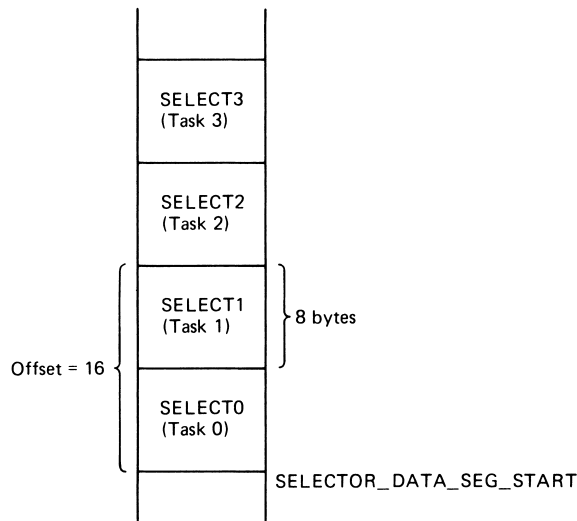 SELECT3
(Task 3)
SELECT2
(Task 2)
SELECT1
(Task 1)
8 bytes
Offset = 16
SELECT0
(Task 0)
SELECTOR_DATA_SEG_START